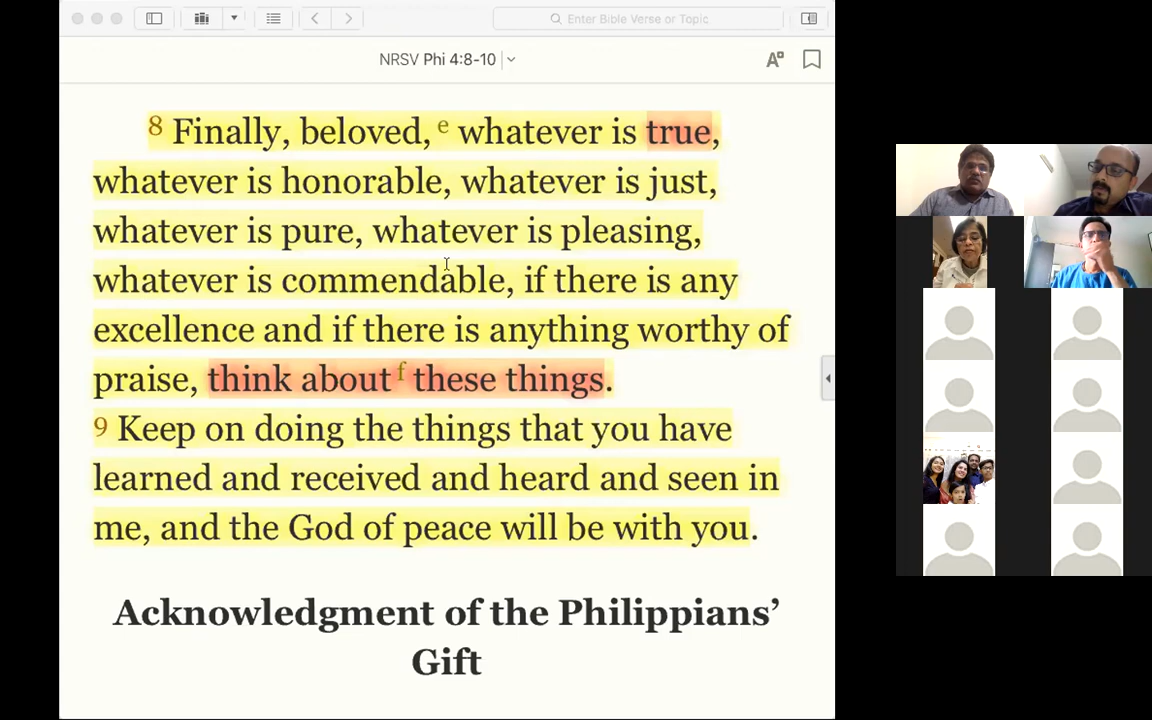 Enter Bible Verse or Topic
NRSV Phi 4:8-10
A
8 Finally, beloved, e whatever is true,
whatever is honorable, whatever is just,
whatever is pure, whatever is pleasing,
whatever is commendable, if there is any
excellence and if there is anything worthy of
praise, think about f these things.
9 Keep on doing the things that you have
learned and received and heard and seen in
me, and the God of peace will be with you.
Acknowledgment of the Philippians’
Gift